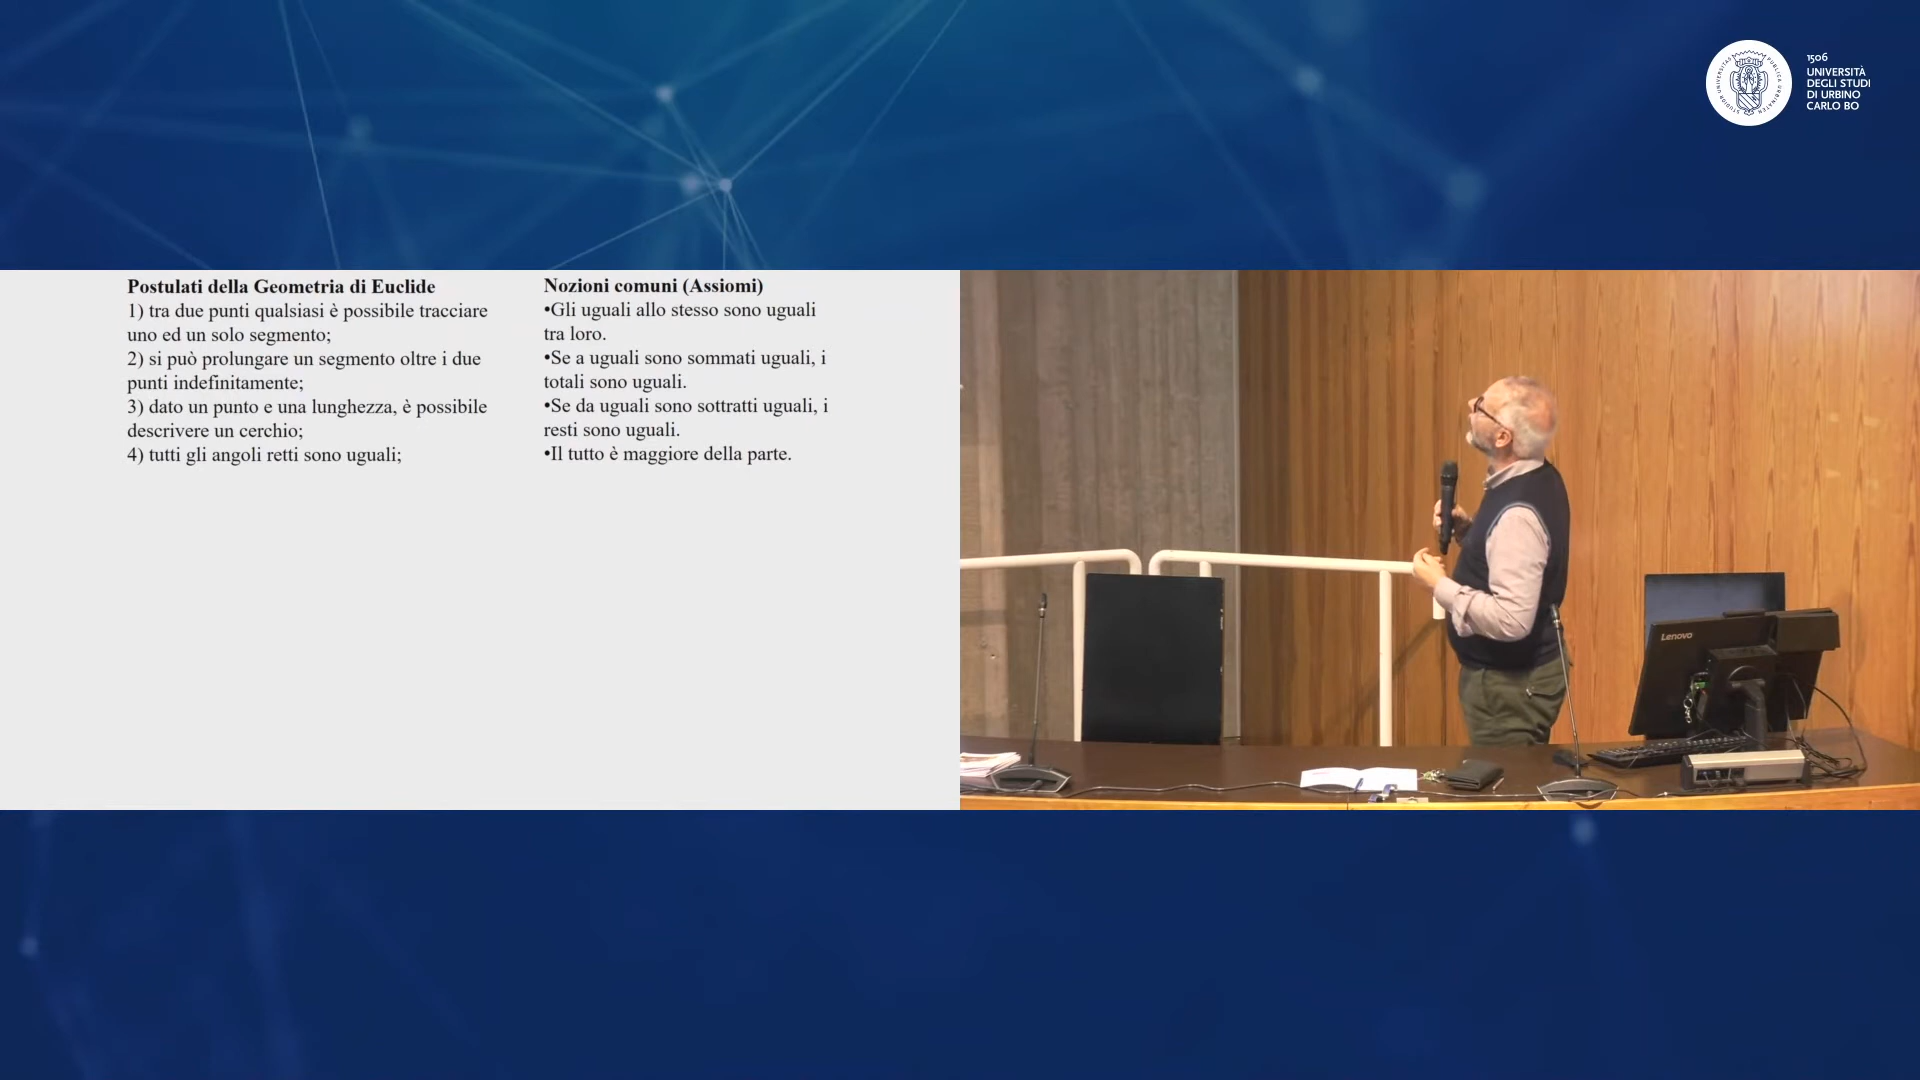 1506
UNIVERSITÀ
DEGLI STUDI
DI URBINO
CARLO BO
Postulati della Geometria di Euclide
1) tra due punti qualsiasi è possibile tracciare
uno ed un solo segmento;
2) si può prolungare un segmento oltre i due
punti indefinitamente;
3) dato un punto e una lunghezza, è possibile
descrivere un cerchio;
4) tutti gli angoli retti sono uguali;
Nozioni comuni (Assiomi)
•Gli uguali allo stesso sono uguali
tra loro.
•Se a uguali sono sommati uguali, i
totali sono uguali.
•Se da uguali sono sottratti uguali, i
resti sono uguali.
•Il tutto è maggiore della parte.
Lenovo